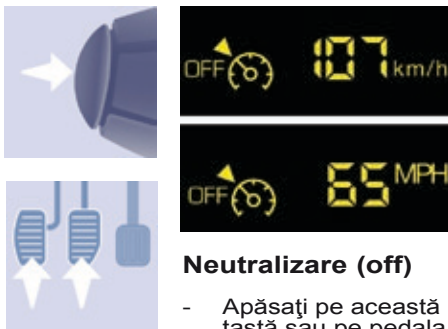 OFF 107 km/h
OFF 65 MPH
Neutralizare (off)
- Apăsaţi pe această
tastă sau pe pedala